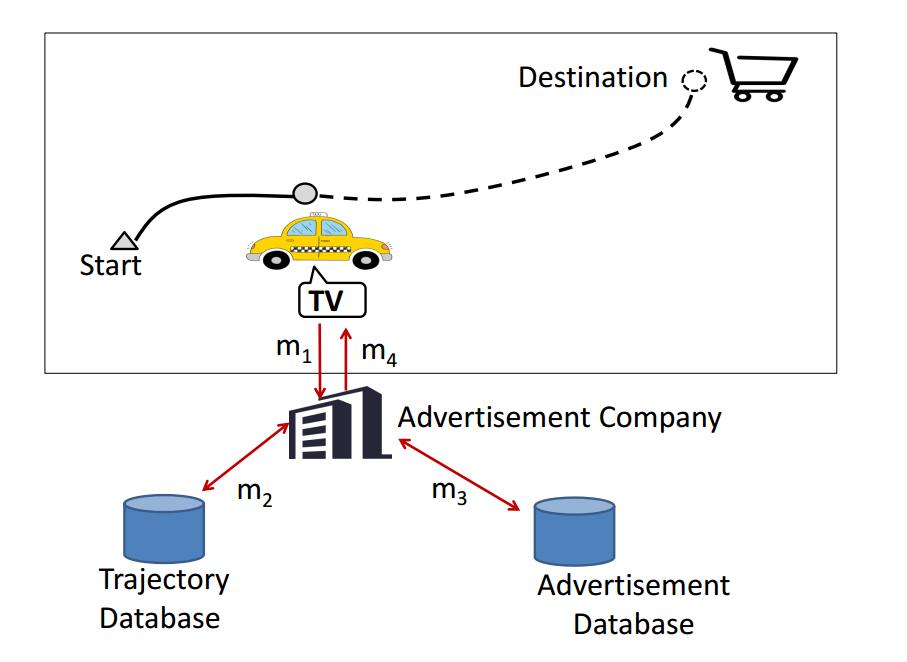 Destination
Start
TV
m₁
m₄
Advertisement Company
m₂
m₃
Trajectory
Database
Advertisement
Database